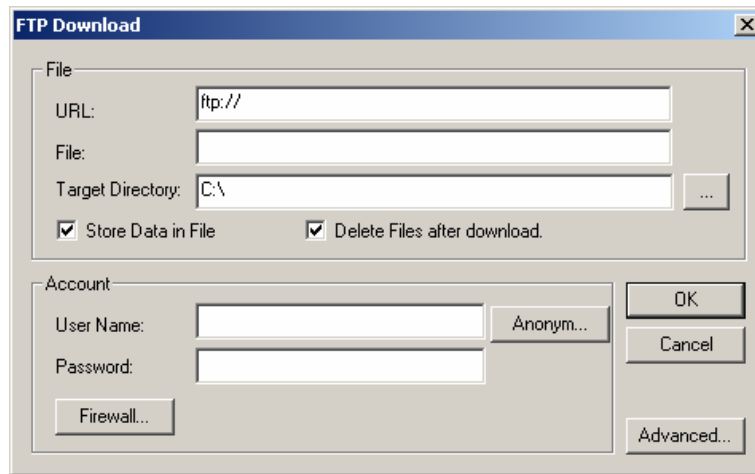 FTP Download
File
URL: ftp://
File:
Target Directory: C:\ ...
Store Data in File Delete Files after download.
Account
User Name: Anonym...
Password:
Firewall...
OK
Cancel
Advanced...